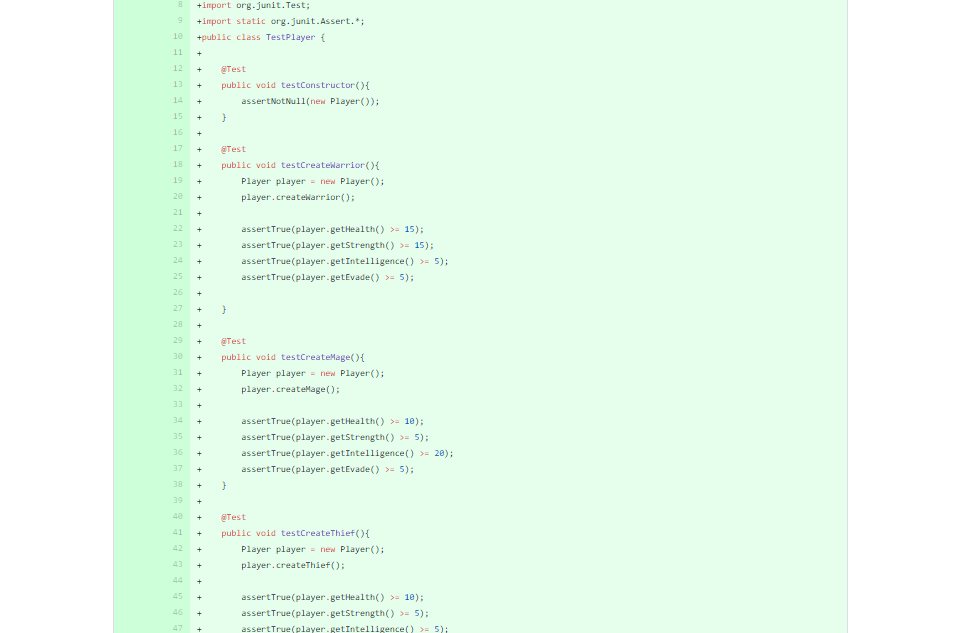 8 +import org.junit.Test;
9 +import static org.junit.Assert.*;
10 +public class TestPlayer {
11 +
12 +    @Test
13 +    public void testConstructor(){
14 +        assertNotNull(new Player());
15 +    }
16 +
17 +    @Test
18 +    public void testCreateWarrior(){
19 +        Player player = new Player();
20 +        player.createWarrior();
21 +
22 +        assertTrue(player.getHealth() >= 15);
23 +        assertTrue(player.getStrength() >= 15);
24 +        assertTrue(player.getIntelligence() >= 5);
25 +        assertTrue(player.getEvade() >= 5);
26 +
27 +    }
28 +
29 +    @Test
30 +    public void testCreateMage(){
31 +        Player player = new Player();
32 +        player.createMage();
33 +
34 +        assertTrue(player.getHealth() >= 10);
35 +        assertTrue(player.getStrength() >= 5);
36 +        assertTrue(player.getIntelligence() >= 20);
37 +        assertTrue(player.getEvade() >= 5);
38 +    }
39 +
40 +    @Test
41 +    public void testCreateThief(){
42 +        Player player = new Player();
43 +        player.createThief();
44 +
45 +        assertTrue(player.getHealth() >= 10);
46 +        assertTrue(player.getStrength() >= 5);
47 +        assertTrue(player.getIntelligence() >= 5);